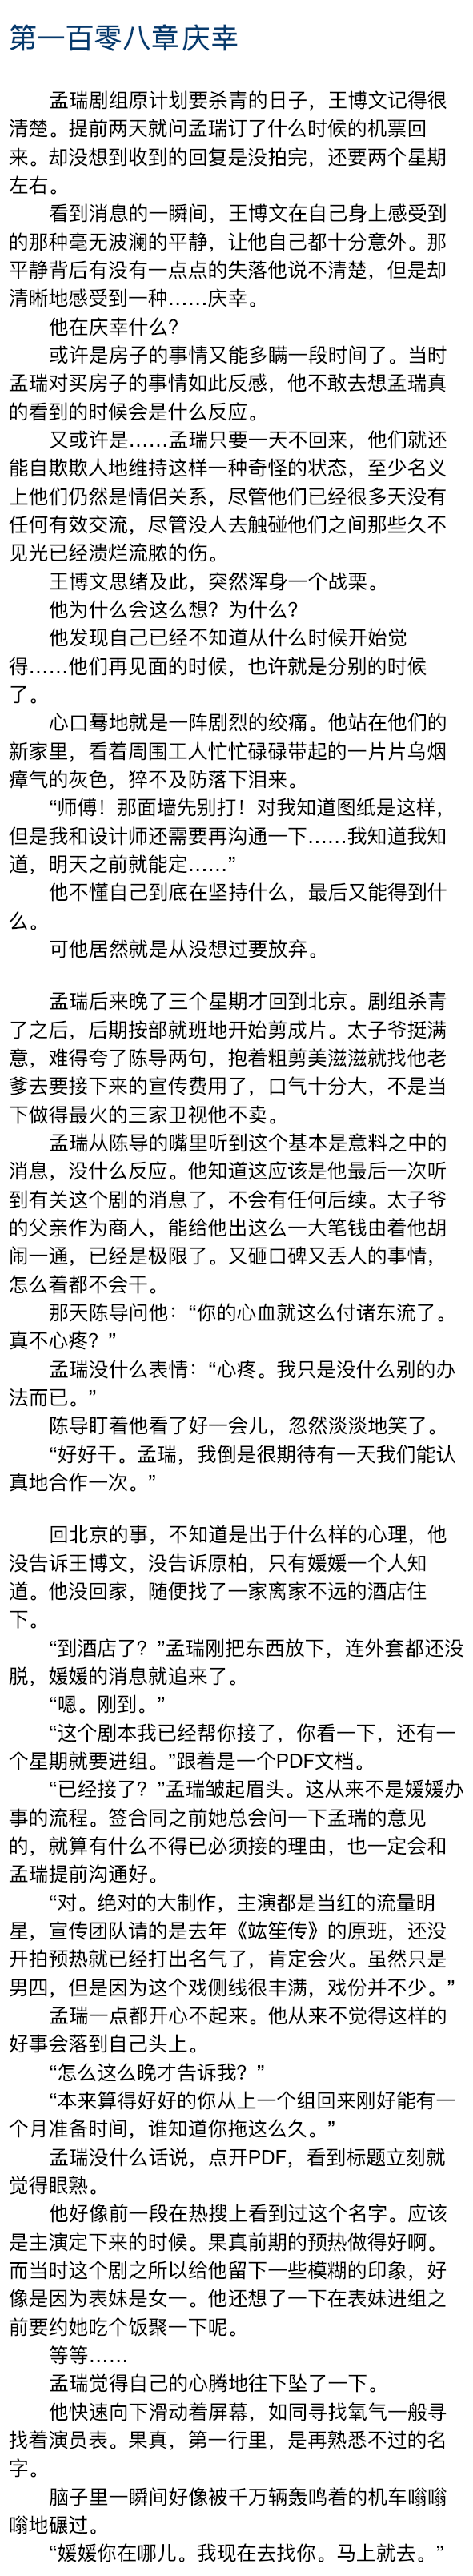 第一百零八章 庆幸
孟瑞剧组原计划要杀青的日子，王博文记得很
清楚。提前两天就问孟瑞订了什么时候的机票回
来。却没想到收到的回复是没拍完，还要两个星期
左右。
看到消息的一瞬间，王博文在自己身上感受到
的那种毫无波澜的平静，让他自己都十分意外。那
平静背后有没有一点点的失落他说不清楚，但是却
清晰地感受到一种……庆幸。
他在庆幸什么？
或许是房子的事情又能多瞒一段时间了。当时
孟瑞对买房子的事情如此反感，他不敢去想孟瑞真
的看到的时候会是什么反应。
又或许是……孟瑞只要一天不回来，他们就还
能自欺欺人地维持这样一种奇怪的状态，至少名义
上他们仍然是情侣关系，尽管他们已经很多天没有
任何有效交流，尽管没人去触碰他们之间那些久不
见光已经溃烂流脓的伤。
王博文思绪及此，突然浑身一个战栗。
他为什么会这么想？为什么？
他发现自己已经不知道从什么时候开始觉
得……他们再见面的时候，也许就是分别的时候
了。
心口蓦地就是一阵剧烈的绞痛。他站在他们的
新家里，看着周围工人忙忙碌碌带起的一片片乌烟
瘴气的灰色，猝不及防落下泪来。
“师傅！那面墙先别打！对我知道图纸是这样，
但是我和设计师还需要再沟通一下……我知道我知
道，明天之前就能定……”
他不懂自己到底在坚持什么，最后又能得到什
么。
可他居然就是从没想过要放弃。
孟瑞后来晚了三个星期才回到北京。剧组杀青
了之后，后期按部就班地开始剪成片。太子爷挺满
意，难得夸了陈导两句，抱着粗剪美滋滋就找他老
爹去要接下来的宣传费用了，口气十分大，不是当
下做得最火的三家卫视他不卖。
孟瑞从陈导的嘴里听到这个基本是意料之中的
消息，没什么反应。他知道这应该是他最后一次听
到有关这个剧的消息了，不会有任何后续。太子爷
的父亲作为商人，能给他出这么一大笔钱由着他胡
闹一通，已经是极限了。又砸口碑又丢人的事情，
怎么着都不会干。
那天陈导问他：“你的心血就这么付诸东流了。
真不心疼？”
孟瑞没什么表情：“心疼。我只是没什么别的办
法而已。”
陈导盯着他看了好一会儿，忽然淡淡地笑了。
“好好干。孟瑞，我倒是很期待有一天我们能认
真地合作一次。”
回北京的事，不知道是出于什么样的心理，他
没告诉王博文，没告诉原柏，只有媛媛一个人知
道。他没回家，随便找了一家离家不远的酒店住
下。
“到酒店了？”孟瑞刚把东西放下，连外套都还没
脱，媛媛的消息就追来了。
“嗯。刚到。”
“这个剧本我已经帮你接了，你看一下，还有一
个星期就要进组。”跟着是一个PDF文档。
“已经接了？”孟瑞皱起眉头。这从来不是媛媛办
事的流程。签合同之前她总会问一下孟瑞的意见
的，就算有什么不得已必须接的理由，也一定会和
孟瑞提前沟通好。
“对。绝对的大制作，主演都是当红的流量明
星，宣传团队请的是去年《竑笙传》的原班，还没
开拍预热就已经打出名气了，肯定会火。虽然只是
男四，但是因为这个戏侧线很丰满，戏份并不少。”
孟瑞一点都开心不起来。他从来不觉得这样的
好事会落到自己头上。
“怎么这么晚才告诉我？”
“本来算得好好的你从上一个组回来刚好能有一
个月准备时间，谁知道你拖这么久。”
孟瑞没什么话说，点开PDF，看到标题立刻就
觉得眼熟。
他好像前一段在热搜上看到过这个名字。应该
是主演定下来的时候。果真前期的预热做得好啊。
而当时这个剧之所以给他留下一些模糊的印象，好
像是因为表妹是女一。他还想了一下在表妹进组之
前要约她吃个饭聚一下呢。
等等……
孟瑞觉得自己的心腾地往下坠了一下。
他快速向下滑动着屏幕，如同寻找氧气一般寻
找着演员表。果真，第一行里，是再熟悉不过的名
字。
脑子里一瞬间好像被千万辆轰鸣着的机车嗡嗡
嗡地碾过。
“媛媛你在哪儿。我现在去找你。马上就去。”